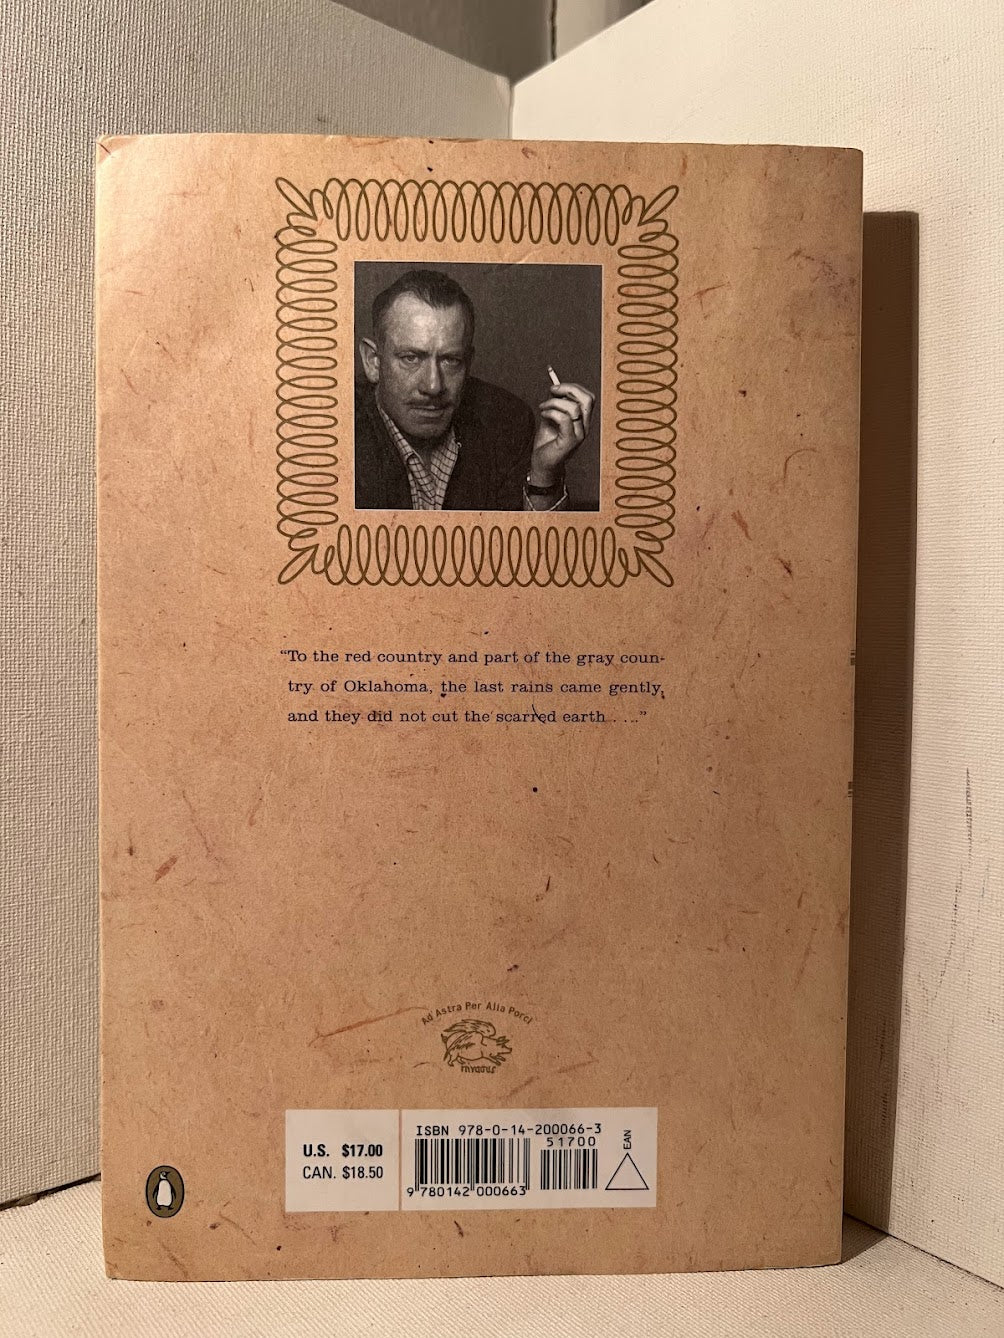 “To the red country and part of the gray coun-
try of Oklahoma, the last rains came gently,
and they did not cut the scarred earth . . . .”
Ad Astra Per Alia Porci
U.S. $17.00
CAN. $18.50
ISBN 978-0-14-200066-3
51700
EAN
9 780142 000663